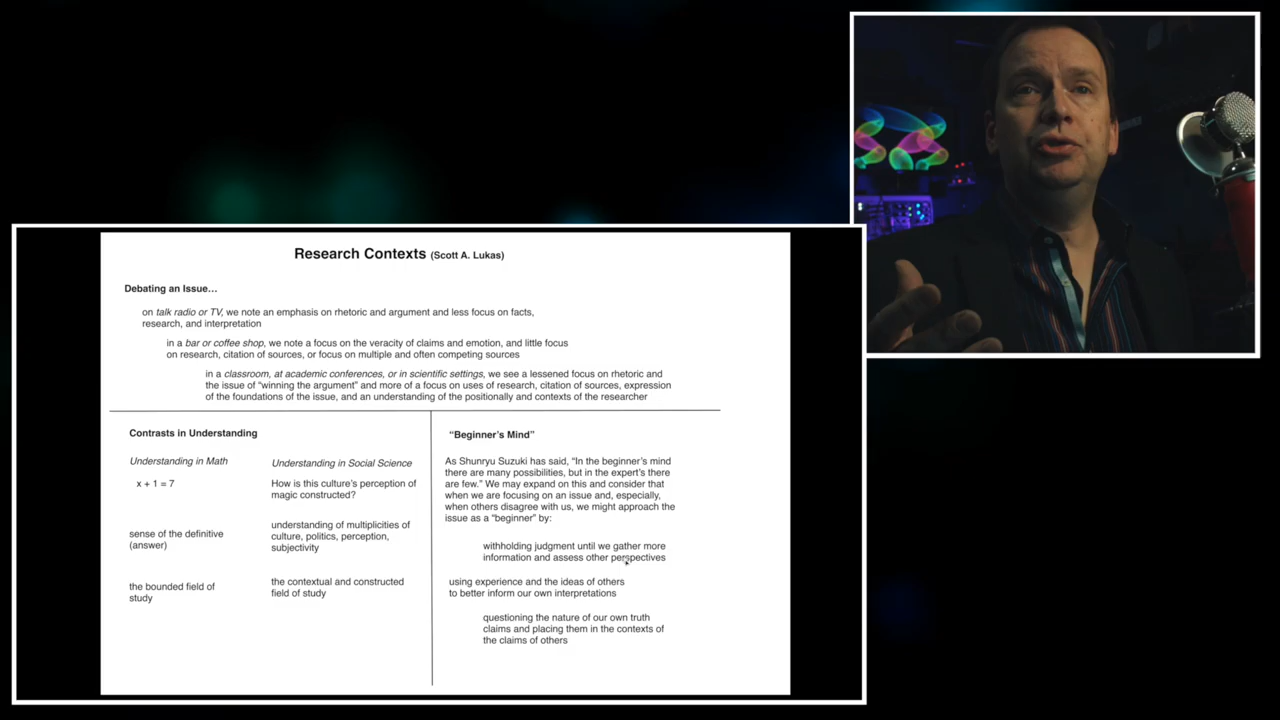 Research Contexts (Scott A. Lukas)
Debating an Issue…
on talk radio or TV, we note an emphasis on rhetoric and argument and less focus on facts,
research, and interpretation
in a bar or coffee shop, we note a focus on the veracity of claims and emotion, and little focus
on research, citation of sources, or focus on multiple and often competing sources
in a classroom, at academic conferences, or in scientific settings, we see a lessened focus on rhetoric and
the issue of “winning the argument” and more of a focus on uses of research, citation of sources, expression
of the foundations of the issue, and an understanding of the positionally and contexts of the researcher
Contrasts in Understanding
Understanding in Math
Understanding in Social Science
x + 1 = 7
How is this culture’s perception of
magic constructed?
sense of the definitive
(answer)
understanding of multiplicities of
culture, politics, perception,
subjectivity
the bounded field of
study
the contextual and constructed
field of study
“Beginner’s Mind”
As Shunryu Suzuki has said, “In the beginner’s mind
there are many possibilities, but in the expert’s there
are few.” We may expand on this and consider that
when we are focusing on an issue and, especially,
when others disagree with us, we might approach the
issue as a “beginner” by:
withholding judgment until we gather more
information and assess other perspectives
using experience and the ideas of others
to better inform our own interpretations
questioning the nature of our own truth
claims and placing them in the contexts of
the claims of others